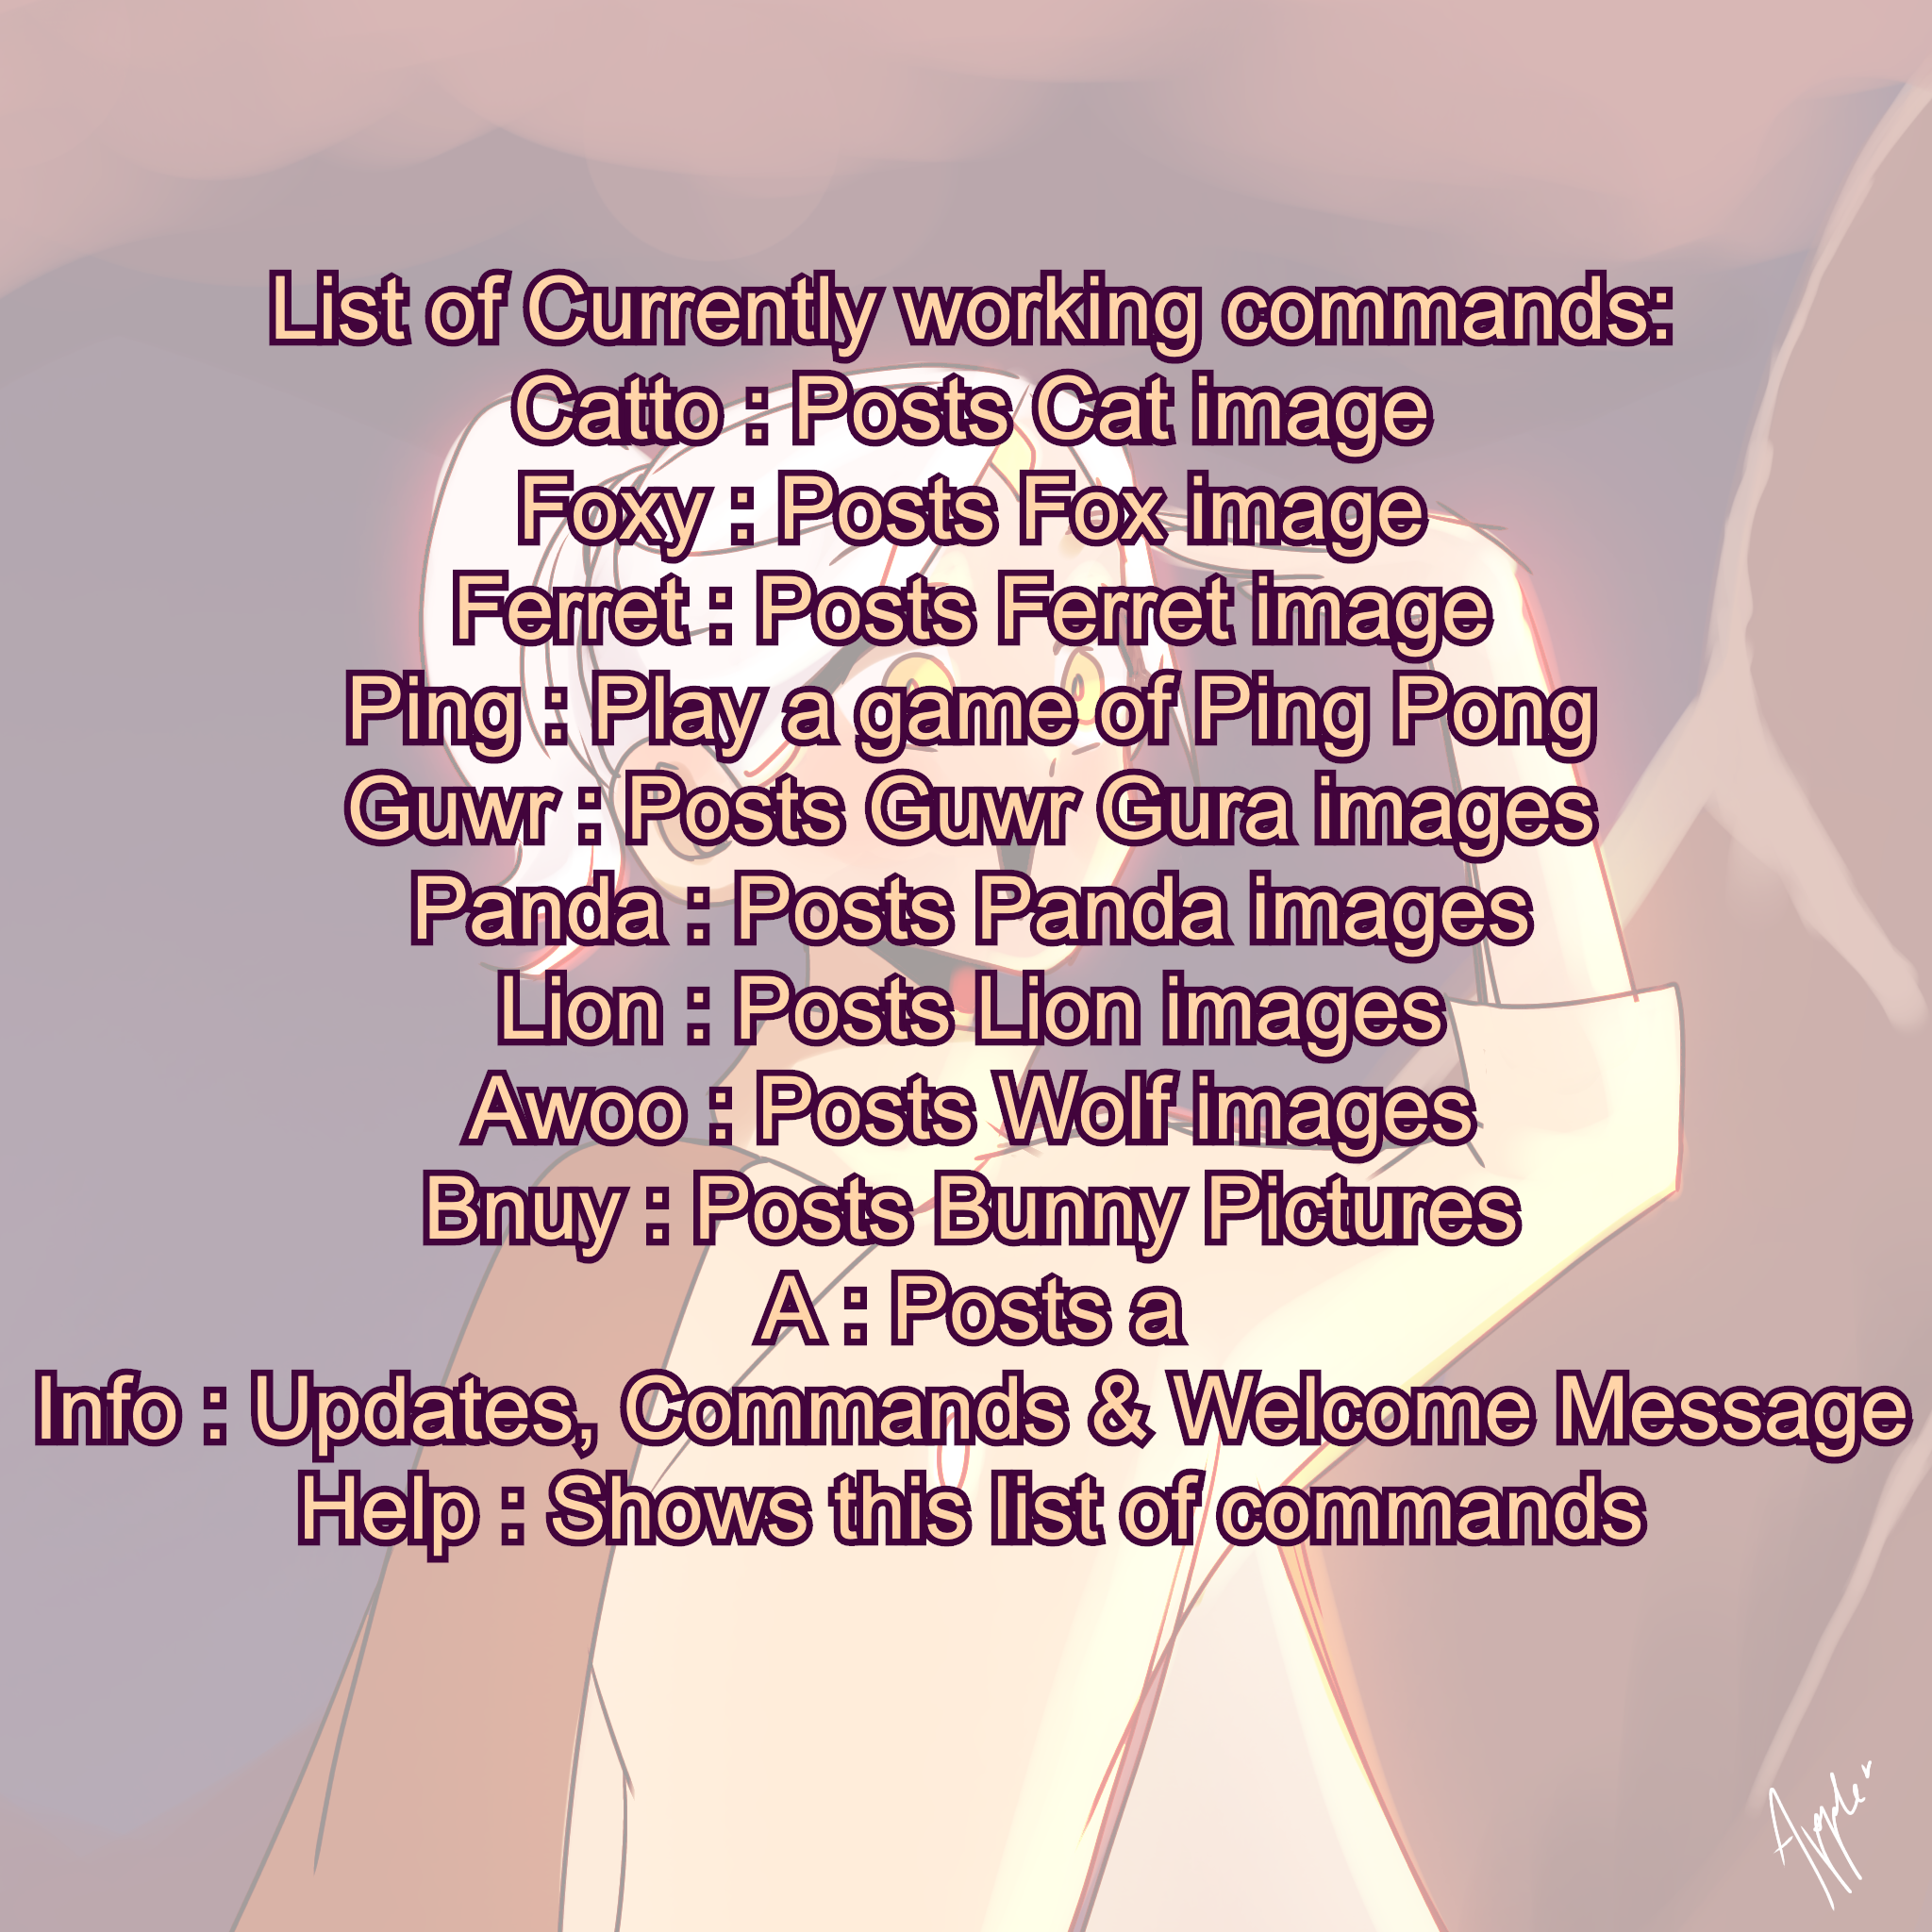 List of Currently working commands:
Catto : Posts Cat image
Foxy : Posts Fox image
Ferret : Posts Ferret image
Ping : Play a game of Ping Pong
Guwr : Posts Guwr Gura images
Panda : Posts Panda images
Lion : Posts Lion images
Awoo : Posts Wolf images
Bnuy : Posts Bunny Pictures
A : Posts a
Info : Updates, Commands & Welcome Message
Help : Shows this list of commands
Apple